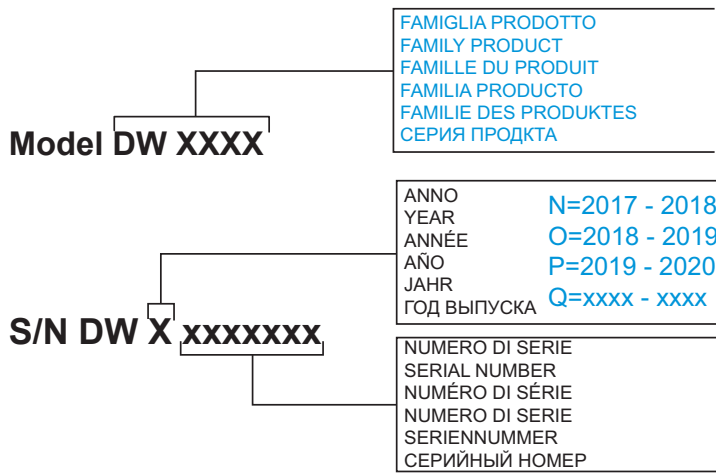 FAMIGLIA PRODOTTO
FAMILY PRODUCT
FAMILLE DU PRODUIT
FAMILIA PRODUCTO
FAMILIE DES PRODUKTES
СЕРИЯ ПРОДКТА
Model DW XXXX
ANNO
YEAR
ANNÉE
AÑO
JAHR
ГОД ВЫПУСКА
N=2017 - 2018
O=2018 - 2019
P=2019 - 2020
Q=xxxx - xxxx
S/N DW X xxxxxxxx
NUMERO DI SERIE
SERIAL NUMBER
NUMÉRO DI SÉRIE
NUMERO DI SERIE
SERIENNUMMER
СЕРИЙНЫЙ НОМЕР